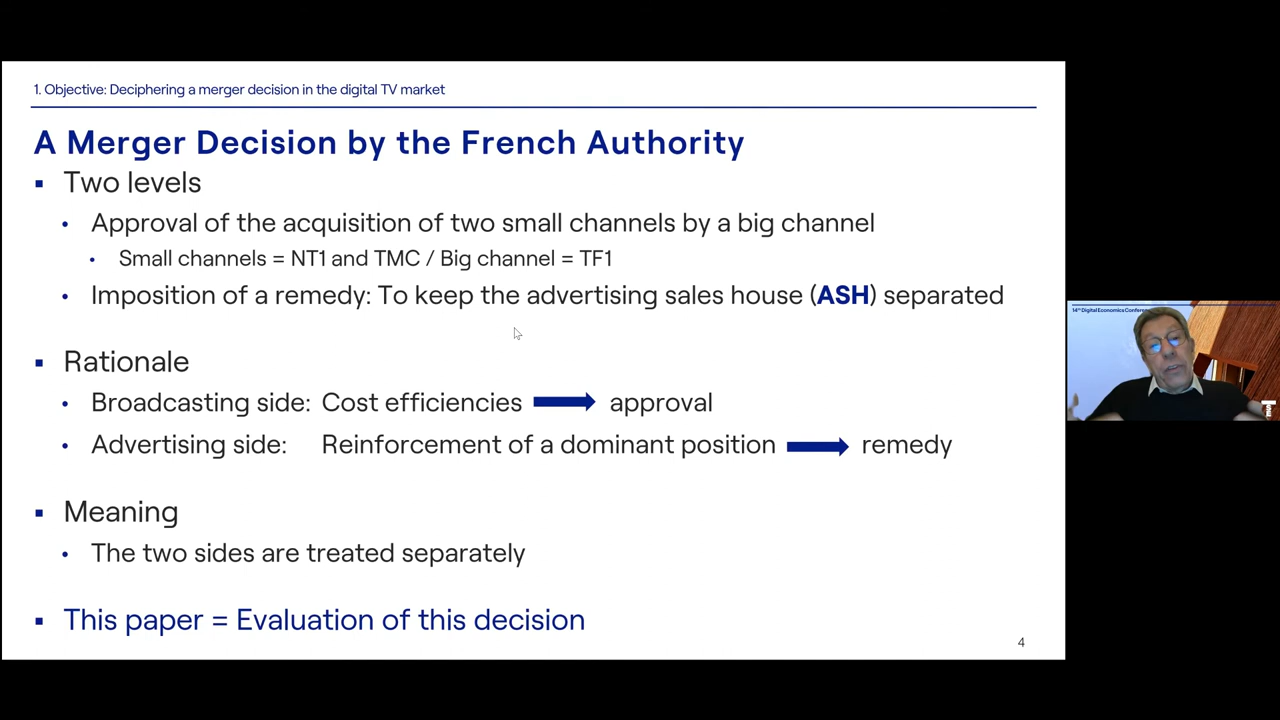 1. Objective: Deciphering a merger decision in the digital TV market
A Merger Decision by the French Authority
▪ Two levels
• Approval of the acquisition of two small channels by a big channel
• Small channels = NT1 and TMC / Big channel = TF1
• Imposition of a remedy: To keep the advertising sales house (ASH) separated
▪ Rationale
• Broadcasting side: Cost efficiencies → approval
• Advertising side: Reinforcement of a dominant position → remedy
▪ Meaning
• The two sides are treated separately
▪ This paper = Evaluation of this decision
4
14th Digital Economics